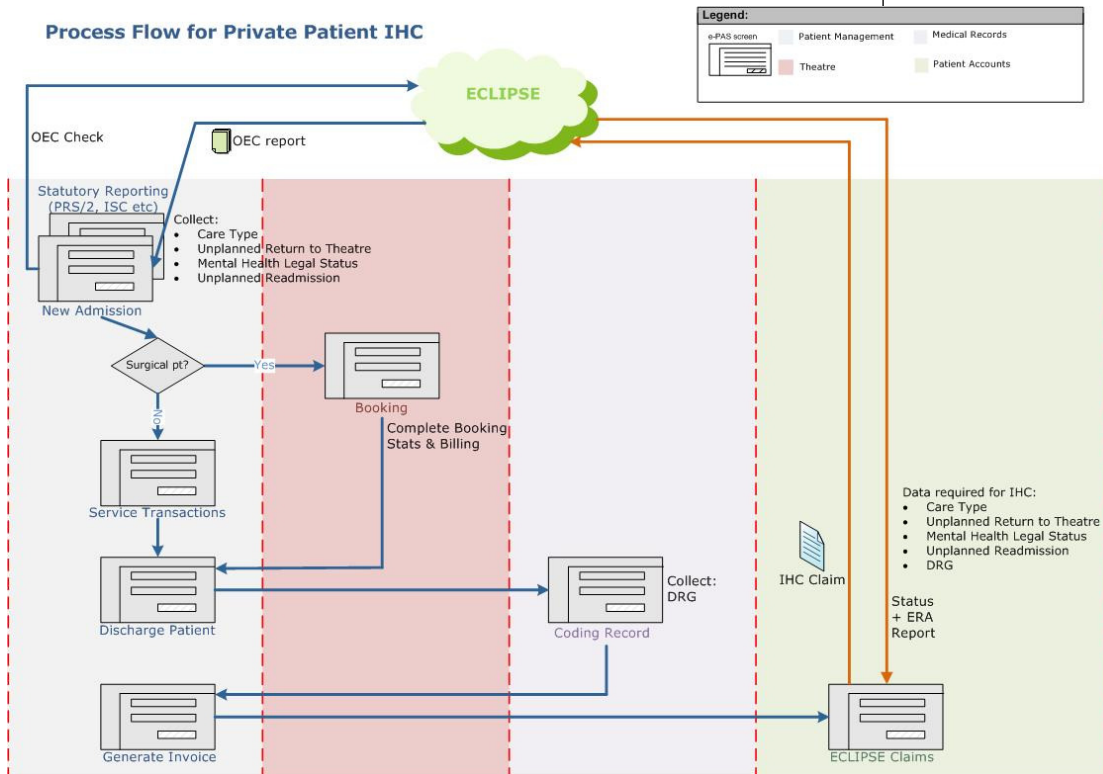 Process Flow for Private Patient IHC
Legend:
e-PAS screen
Patient Management
Medical Records
Theatre
Patient Accounts
ECLIPSE
OEC Check
OEC report
Statutory Reporting
(PRS/2, ISC etc)
Collect:
• Care Type
• Unplanned Return to Theatre
• Mental Health Legal Status
• Unplanned Readmission
New Admission
Surgical pt?
Yes
No
Booking
Complete Booking
Stats & Billing
Service Transactions
Discharge Patient
Collect:
DRG
Coding Record
Generate Invoice
IHC Claim
Data required for IHC:
• Care Type
• Unplanned Return to Theatre
• Mental Health Legal Status
• Unplanned Readmission
• DRG
Status
+ ERA
Report
ECLIPSE Claims